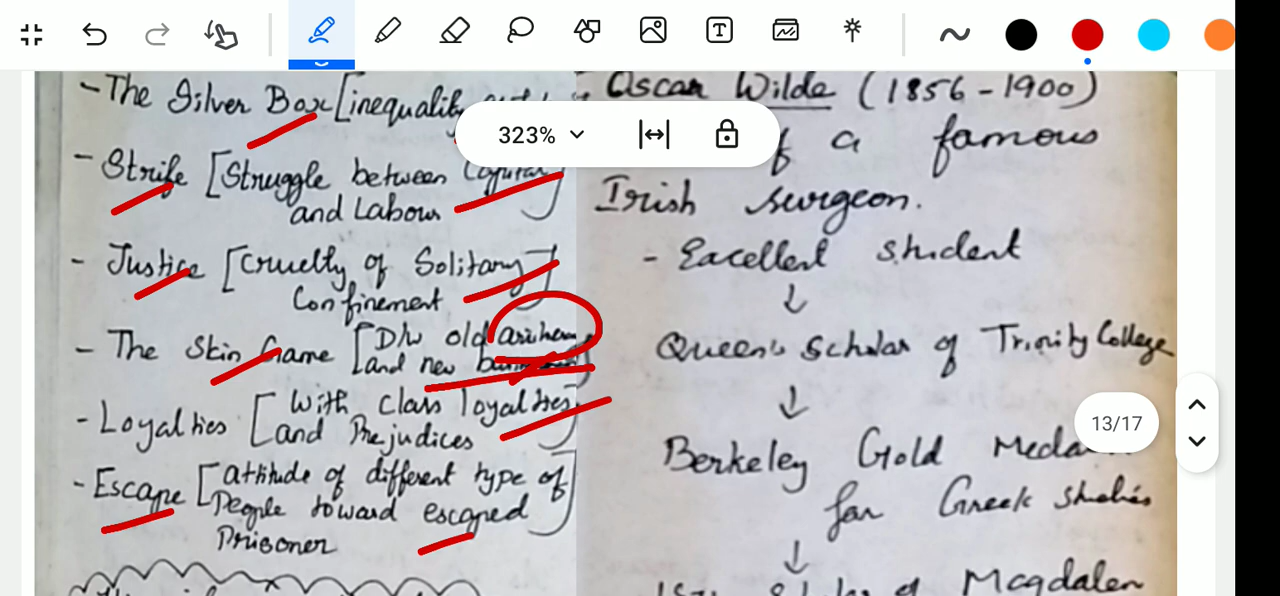 323%
- The Silver Box [inequality
- Strife [Struggle between Capital
and Labour]
- Justice [Cruelty of Solitary
Confinement]
- The Skin Game [D/w old
and new
- Loyalties [With class loyalties
and Prejudices]
- Escape [attitude of different type of
People toward escaped
Prisoner]
Oscar Wilde (1856-1900)
of a famous
Irish surgeon.
- Excellent student
↓
Queen's Scholar of Trinity College
↓
Berkeley Gold Medal
for Greek Studies
↓
of Magdalen
13/17